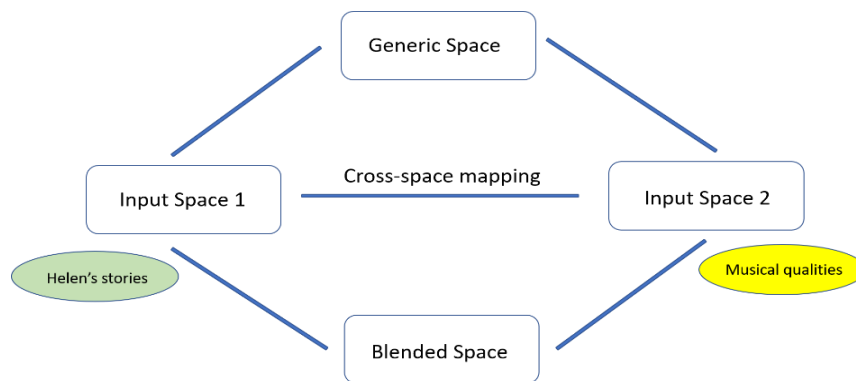 Generic Space
Cross-space mapping
Input Space 1
Input Space 2
Helen's stories
Musical qualities
Blended Space